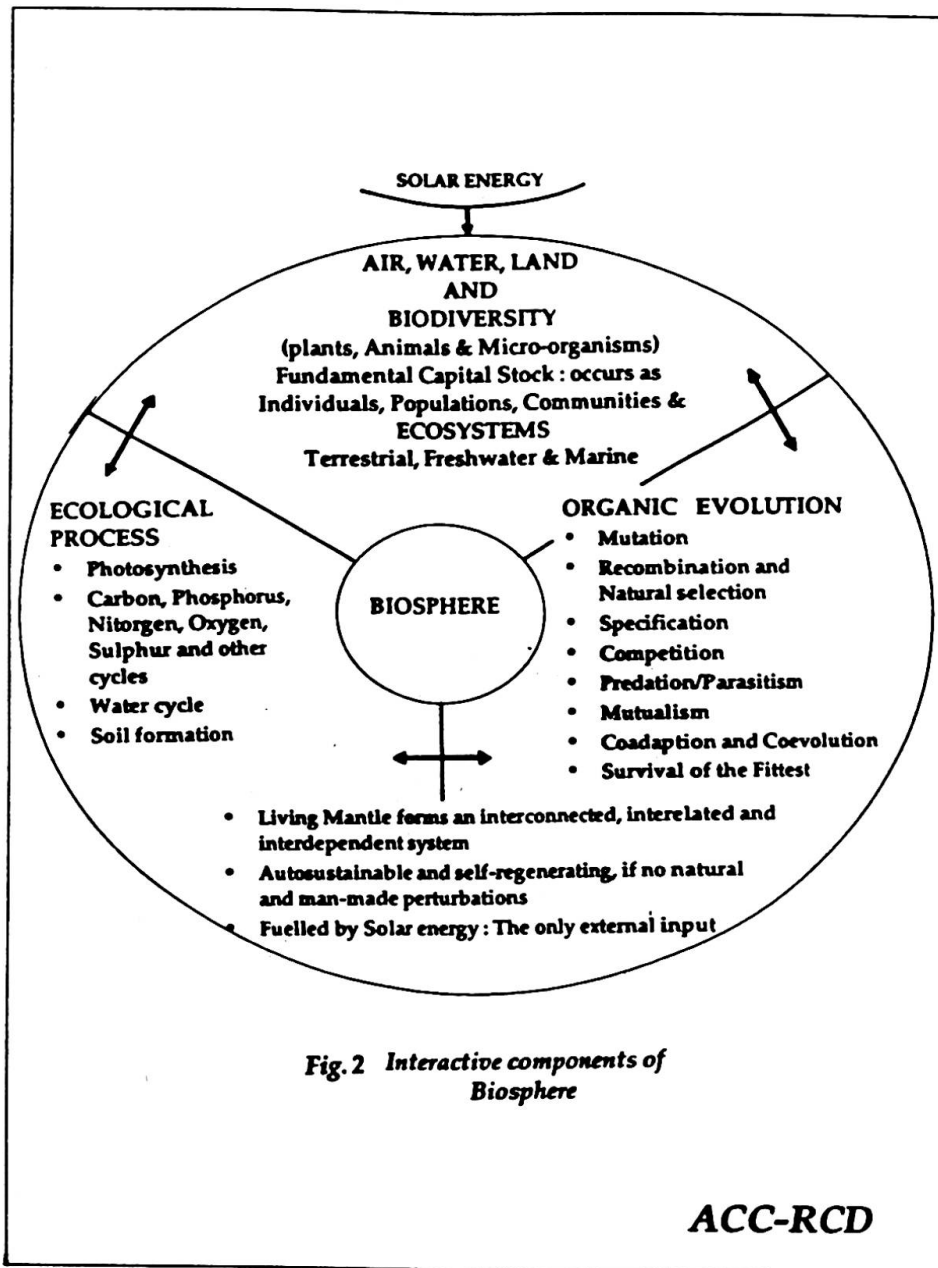 SOLAR ENERGY
AIR, WATER, LAND
AND
BIODIVERSITY
(plants, Animals & Micro-organisms)
Fundamental Capital Stock : occurs as
Individuals, Populations, Communities &
ECOSYSTEMS
Terrestrial, Freshwater & Marine
ECOLOGICAL
PROCESS
• Photosynthesis
• Carbon, Phosphorus,
Nitorgen, Oxygen,
Sulphur and other
cycles
• Water cycle
• Soil formation
BIOSPHERE
ORGANIC EVOLUTION
• Mutation
• Recombination and
Natural selection
• Specification
• Competition
• Predation/Parasitism
• Mutualism
• Coadaption and Coevolution
• Survival of the Fittest
• Living Mantle forms an interconnected, interelated and
interdependent system
• Autosustainable and self-regenerating, if no natural
and man-made perturbations
• Fuelled by Solar energy : The only external input
Fig. 2 Interactive components of
Biosphere
ACC-RCD